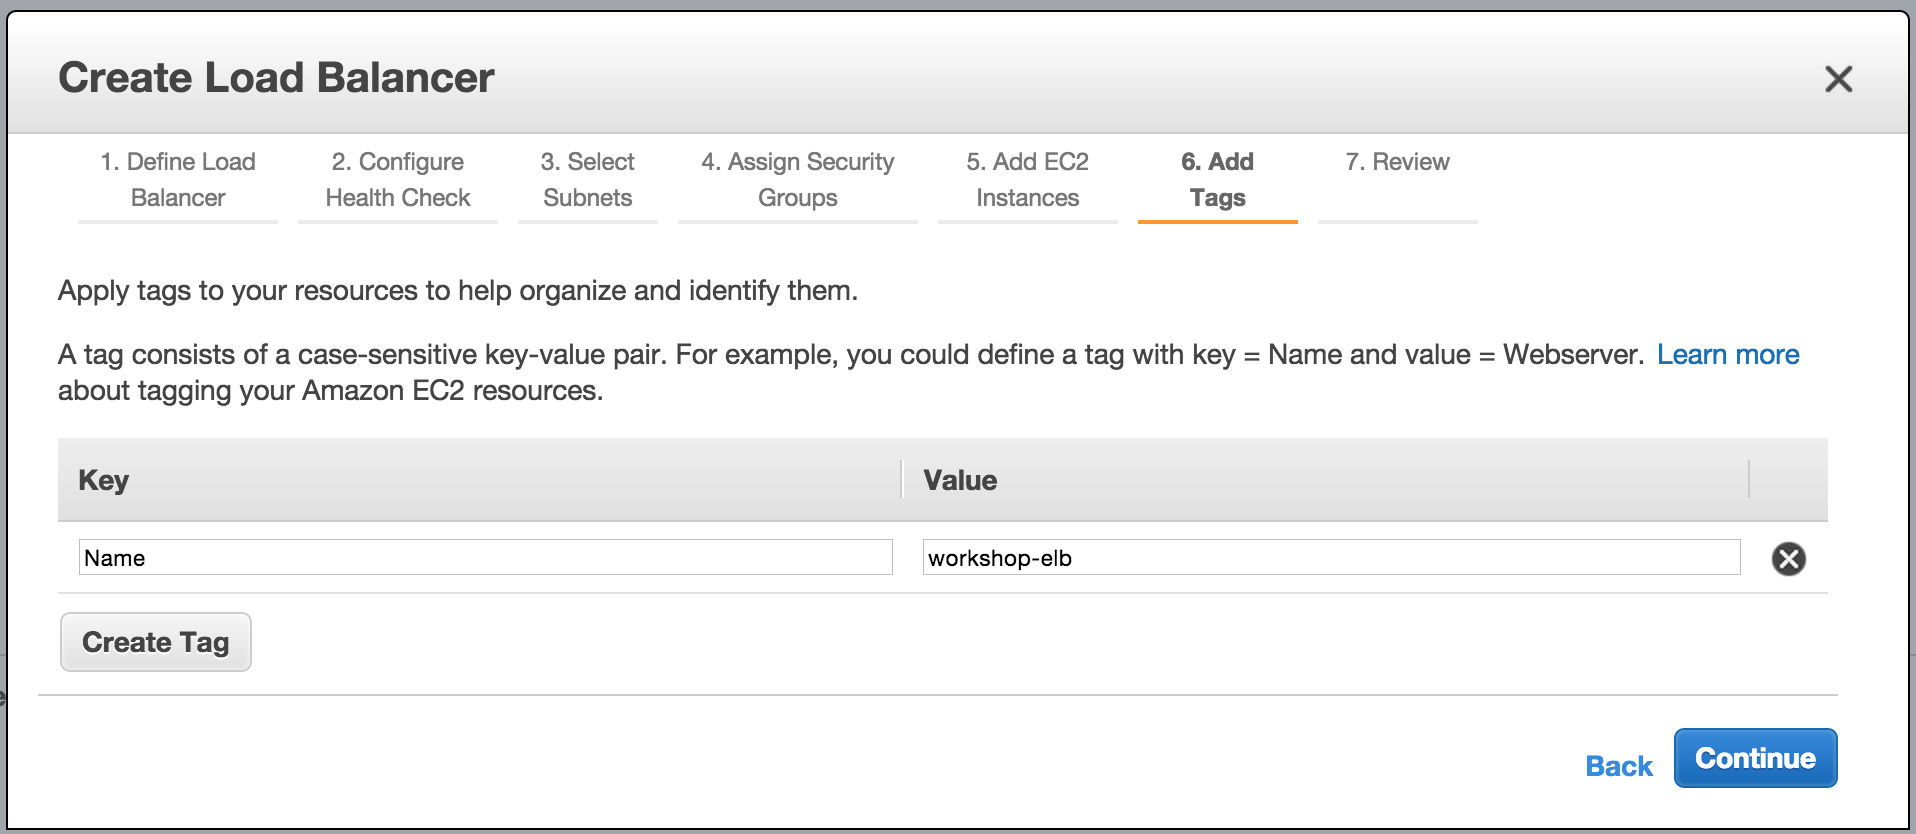 Create Load Balancer
1. Define Load
Balancer
2. Configure
Health Check
3. Select
Subnets
4. Assign Security
Groups
5. Add EC2
Instances
6. Add
Tags
7. Review
Apply tags to your resources to help organize and identify them.
A tag consists of a case-sensitive key-value pair. For example, you could define a tag with key = Name and value = Webserver. Learn more
about tagging your Amazon EC2 resources.
Key Value
Name workshop-elb
Create Tag
Back Continue